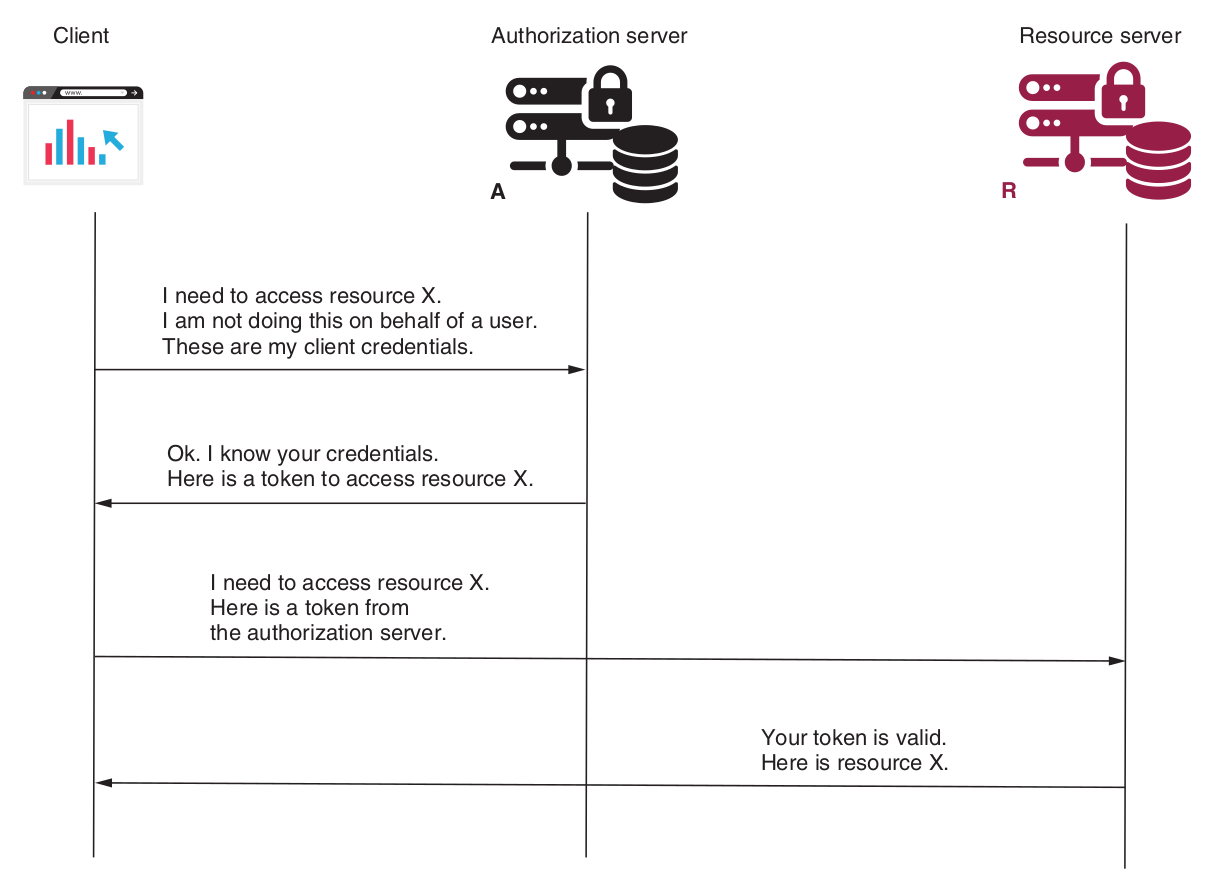 Client
Authorization server
Resource server
www.
A
R
I need to access resource X.
I am not doing this on behalf of a user.
These are my client credentials.
Ok. I know your credentials.
Here is a token to access resource X.
I need to access resource X.
Here is a token from
the authorization server.
Your token is valid.
Here is resource X.